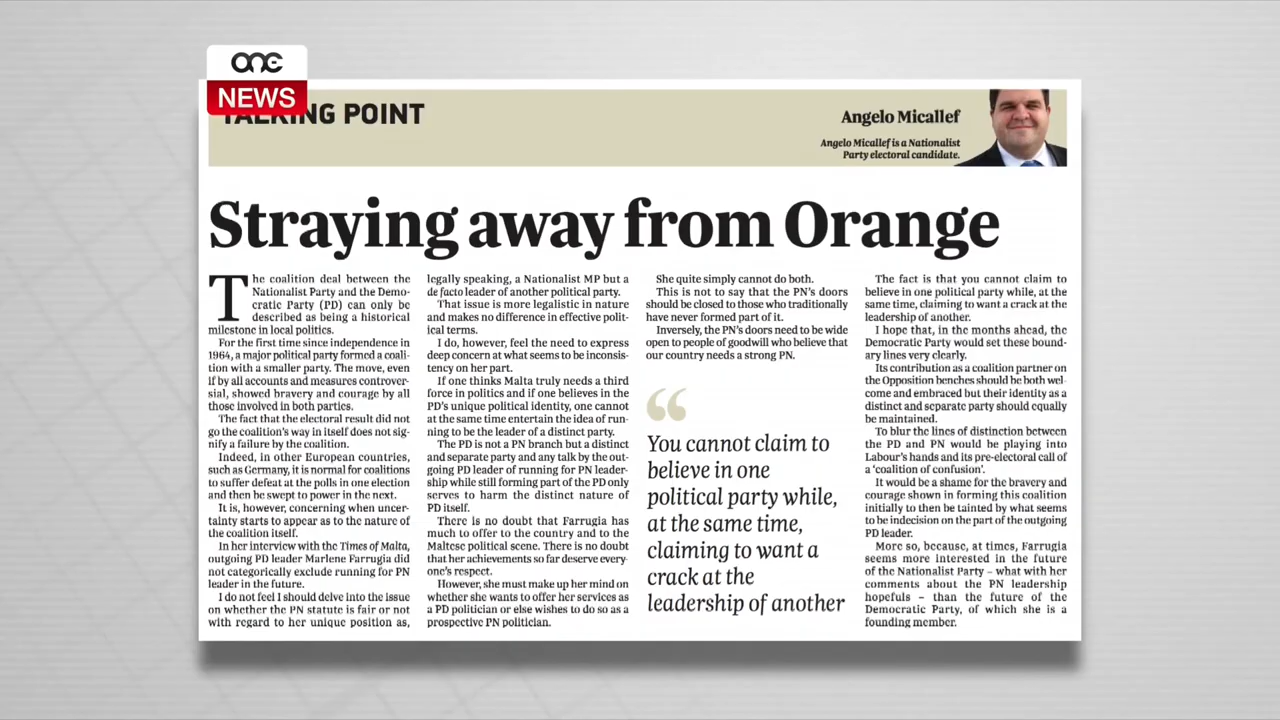 one
NEWS
TALKING POINT
Angelo Micallef
Angelo Micallef is a Nationalist
Party electoral candidate.
Straying away from Orange
The coalition deal between the
Nationalist Party and the Demo-
cratic Party (PD) can only be
described as being a historical
milestone in local politics.
For the first time since independence in
1964, a major political party formed a coali-
tion with a smaller party. The move, even
if by all accounts and measures controver-
sial, showed bravery and courage by all
those involved in both parties.
The fact that the electoral result did not
go the coalition's way in itself does not sig-
nify a failure by the coalition.
Indeed, in other European countries,
such as Germany, it is normal for coalitions
to suffer defeat at the polls in one election
and then be swept to power in the next.
It is, however, concerning when uncer-
tainty starts to appear as to the nature of
the coalition itself.
In her interview with the Times of Malta,
outgoing PD leader Marlene Farrugia did
not categorically exclude running for PN
leader in the future.
I do not feel I should delve into the issue
on whether the PN statute is fair or not
with regard to her unique position as,
legally speaking, a Nationalist MP but a
de facto leader of another political party.
That issue is more legalistic in nature
and makes no difference in effective polit-
ical terms.
I do, however, feel the need to express
deep concern at what seems to be inconsis-
tency on her part.
If one thinks Malta truly needs a third
force in politics and if one believes in the
PD's unique political identity, one cannot
at the same time entertain the idea of run-
ning to be the leader of a distinct party.
The PD is not a PN branch but a distinct
and separate party and any talk by the out-
going PD leader of running for PN leader-
ship while still forming part of the PD only
serves to harm the distinct nature of
PD itself.
There is no doubt that Farrugia has
much to offer to the country and to the
Maltese political scene. There is no doubt
that her achievements so far deserve every-
one's respect.
However, she must make up her mind on
whether she wants to offer her services as
a PD politician or else wishes to do so as a
prospective PN politician.
She quite simply cannot do both.
This is not to say that the PN's doors
should be closed to those who traditionally
have never formed part of it.
Inversely, the PN's doors need to be wide
open to people of goodwill who believe that
our country needs a strong PN.
“
You cannot claim to
believe in one
political party while,
at the same time,
claiming to want a
crack at the
leadership of another
The fact is that you cannot claim to
believe in one political party while, at the
same time, claiming to want a crack at the
leadership of another.
I hope that, in the months ahead, the
Democratic Party would set these bound-
ary lines very clearly.
Its contribution as a coalition partner on
the Opposition benches should be both wel-
come and embraced but their identity as a
distinct and separate party should equally
be maintained.
To blur the lines of distinction between
the PD and PN would be playing into
Labour's hands and its pre-electoral call of
a 'coalition of confusion'.
It would be a shame for the bravery and
courage shown in forming this coalition
initially to then be tainted by what seems
to be indecision on the part of the outgoing
PD leader.
More so, because, at times, Farrugia
seems more interested in the future
of the Nationalist Party – what with her
comments about the PN leadership
hopefuls – than the future of the
Democratic Party, of which she is a
founding member.